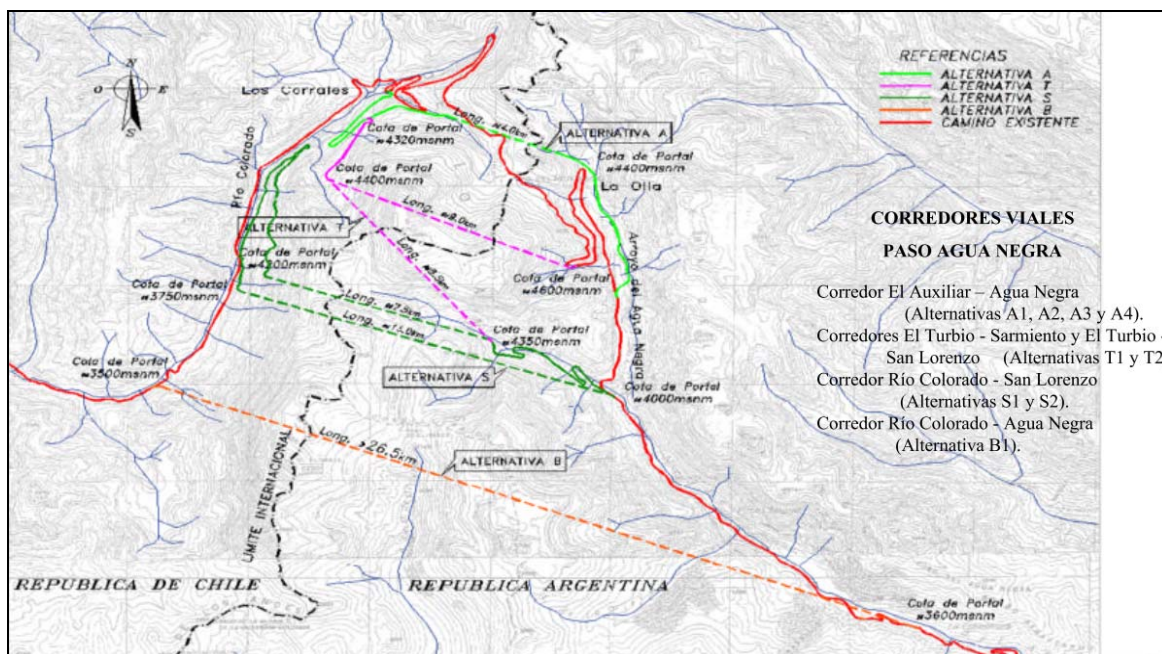 REFERENCIAS
ALTERNATIVA A
ALTERNATIVA T
ALTERNATIVA S
ALTERNATIVA B
CAMINO EXISTENTE
N
O E
S
Los Corrales
Río Colorado
Cota de Portal
≈4320msnm
Long. ≈4.0km
ALTERNATIVA A
Cota de Portal
≈4400msnm
La Olla
Cota de Portal
≈4400msnm
ALTERNATIVA T
Long. ≈9.0km
Arroyo del Agua Negra
Cota de Portal
≈4200msnm
Cota de Portal
≈3750msnm
Cota de Portal
≈4600msnm
Long. ≈7.5km
Cota de Portal
≈4350msnm
ALTERNATIVA S
Cota de Portal
≈4000msnm
Cota de Portal
≈3500msnm
Long. >26.5km
ALTERNATIVA B
LIMITE INTERNACIONAL
REPUBLICA DE CHILE
REPUBLICA ARGENTINA
Cota de Portal
≈3600msnm
CORREDORES VIALES
PASO AGUA NEGRA
Corredor El Auxiliar – Agua Negra
(Alternativas A1, A2, A3 y A4).
Corredores El Turbio - Sarmiento y El Turbio -
San Lorenzo (Alternativas T1 y T2
Corredor Río Colorado - San Lorenzo
(Alternativas S1 y S2).
Corredor Río Colorado - Agua Negra
(Alternativa B1).